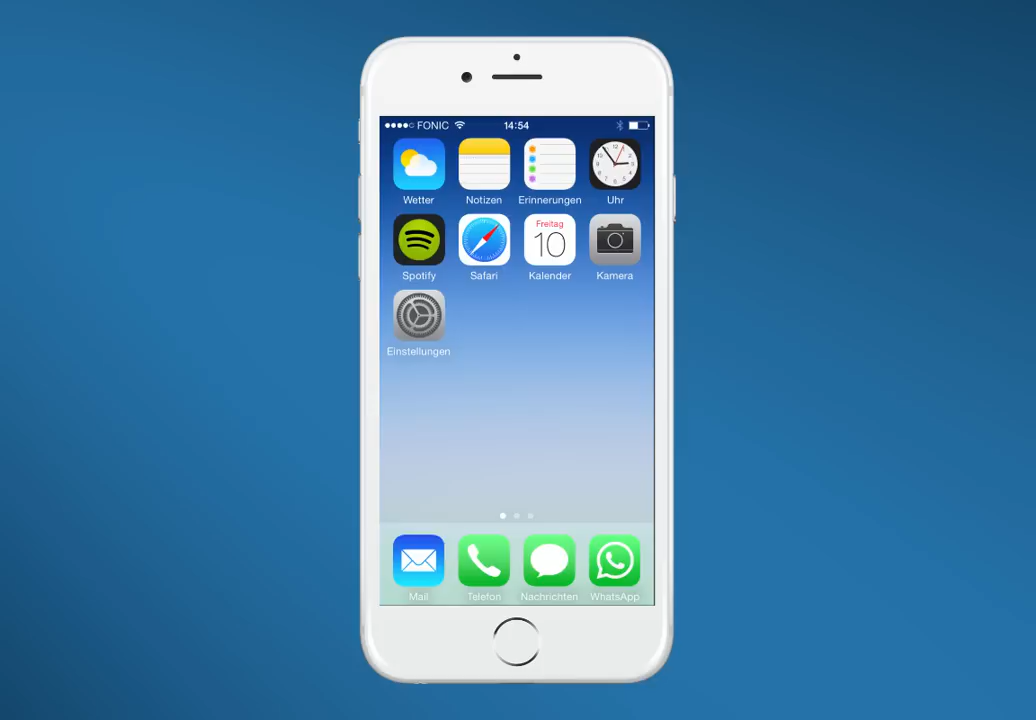 FONIC 14:54
Wetter Notizen Erinnerungen Uhr
Freitag
10
Spotify Safari Kalender Kamera
Einstellungen
Mail Telefon Nachrichten WhatsApp